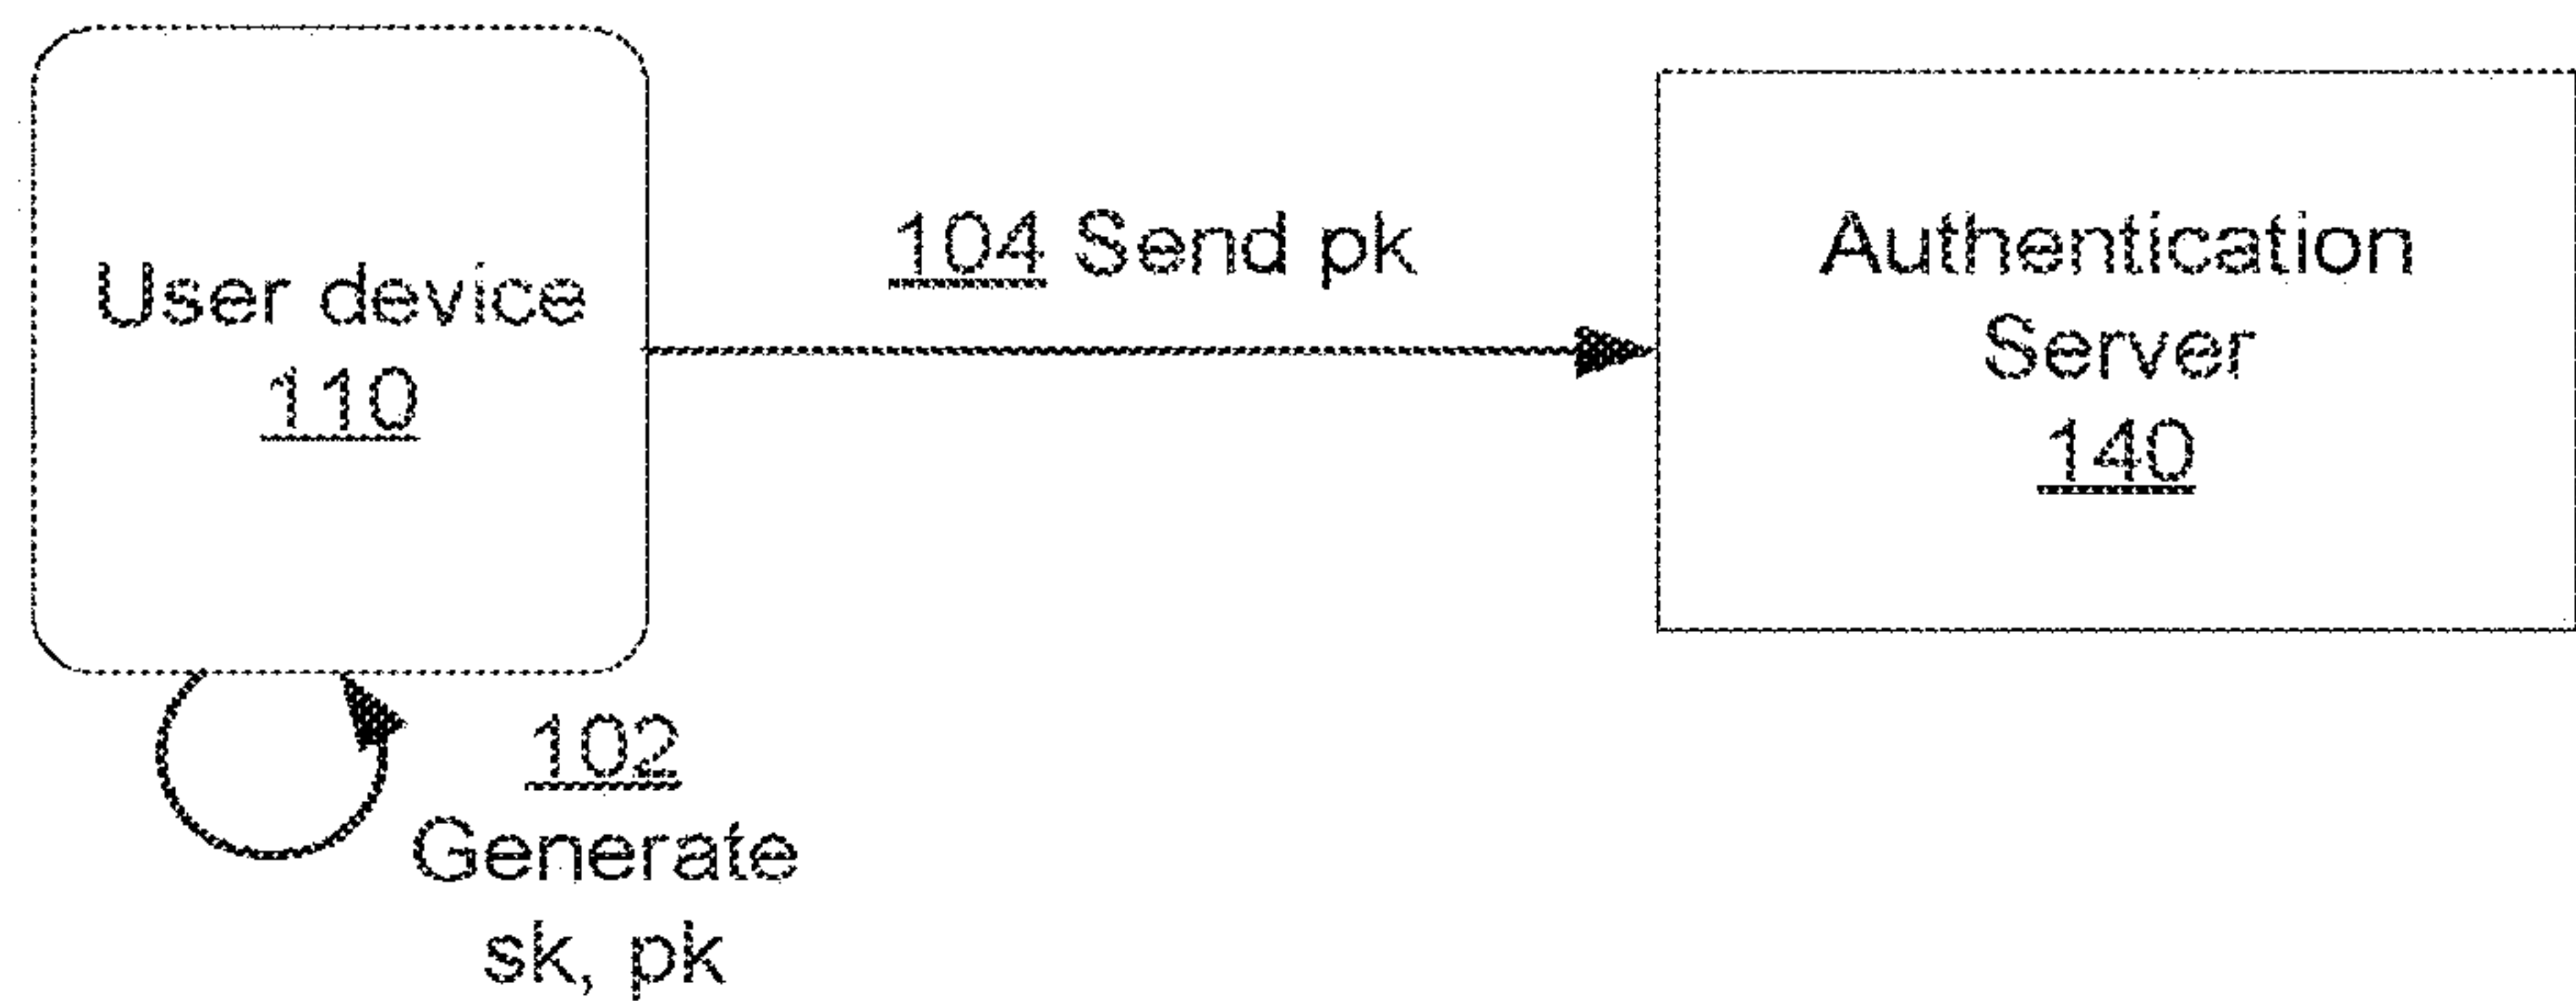 User device
110
104 Send pk
Authentication
Server
140
102
Generate
sk, pk